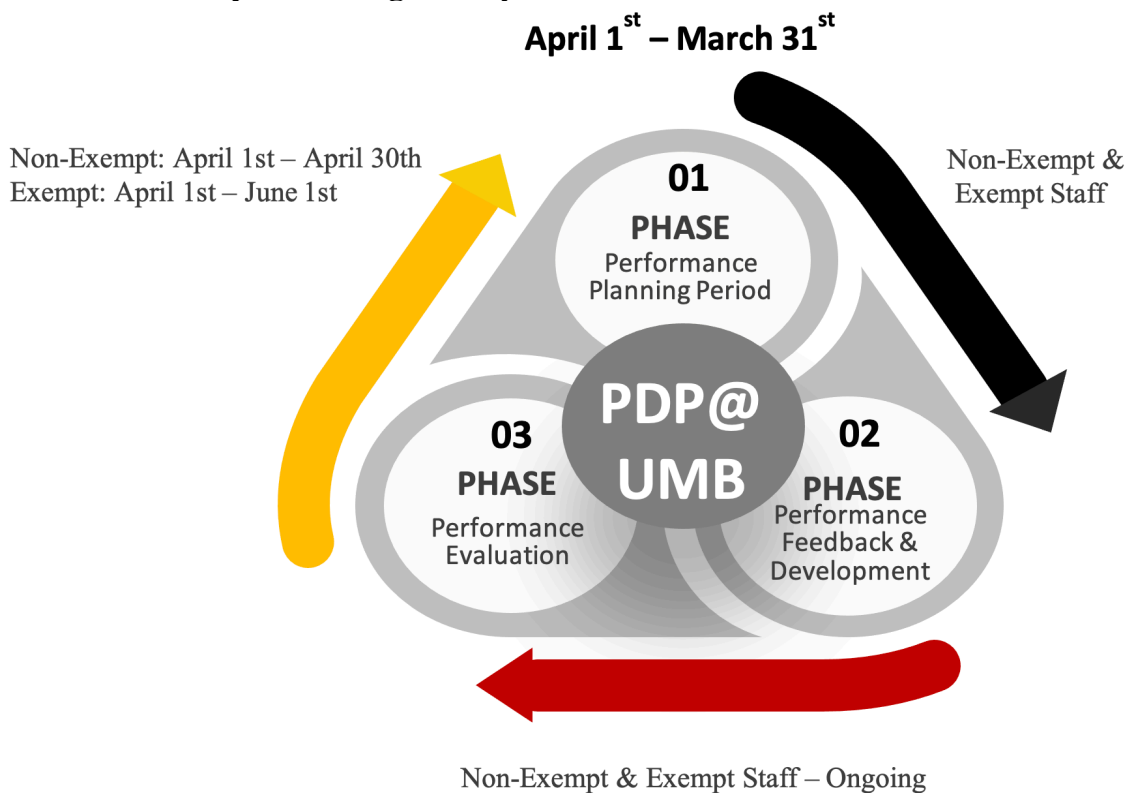 April 1st – March 31st
Non-Exempt: April 1st – April 30th
Exempt: April 1st – June 1st
Non-Exempt &
Exempt Staff
01
PHASE
Performance
Planning Period
PDP@
UMB
03
PHASE
Performance
Evaluation
02
PHASE
Performance
Feedback &
Development
Non-Exempt & Exempt Staff – Ongoing